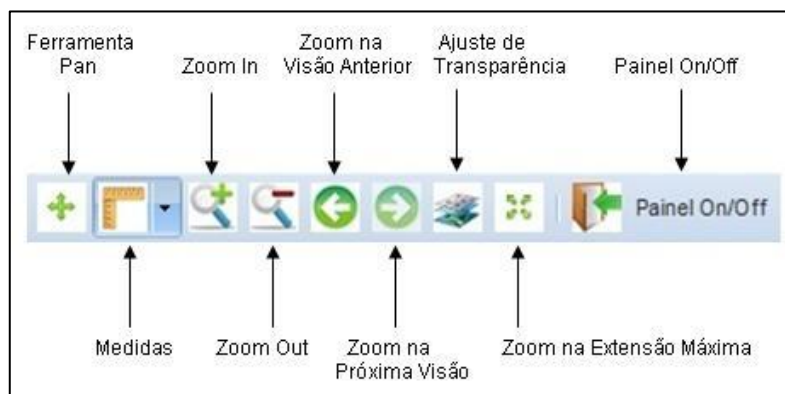 Ferramenta
Pan
Zoom In
Zoom na
Visão Anterior
Ajuste de
Transparência
Painel On/Off
Painel On/Off
Medidas
Zoom Out
Zoom na
Próxima Visão
Zoom na Extensão Máxima